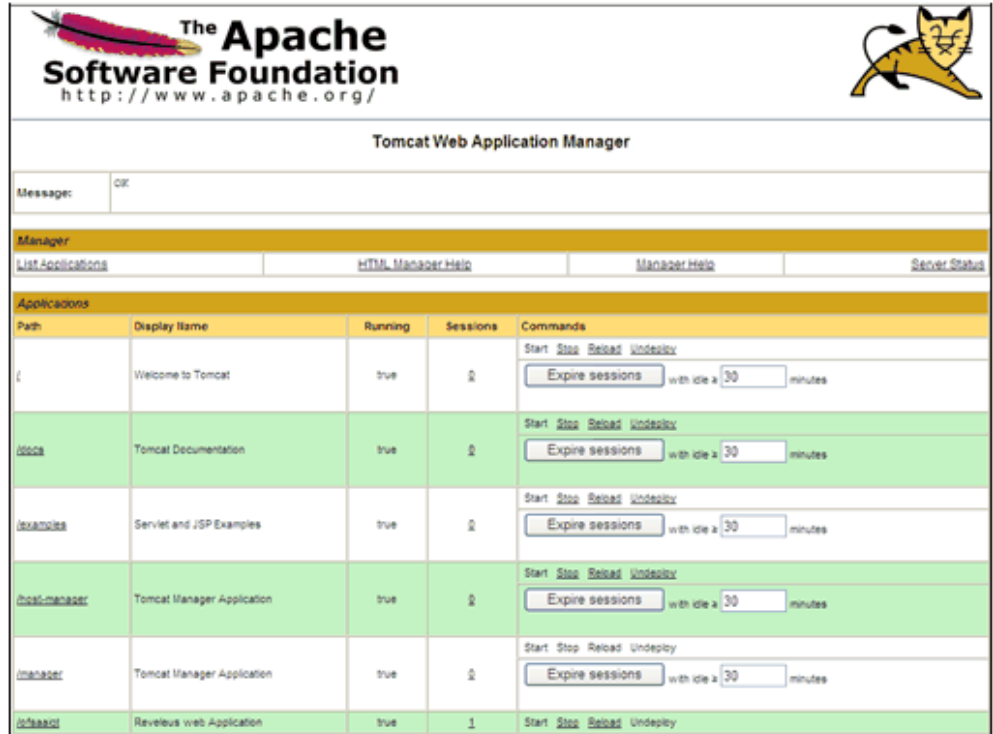 The Apache
Software Foundation
http://www.apache.org/
Tomcat Web Application Manager
Message:
Manager
List Applications HTML Manager Help Manager Help Server Status
Applications
Path Display Name Running Sessions Commands
/ Welcome to Tomcat true 0 Start Stop Reload Undeploy
Expire sessions with idle ≥ 30 minutes
/docs Tomcat Documentation true 0 Start Stop Reload Undeploy
Expire sessions with idle ≥ 30 minutes
/examples Servlet and JSP Examples true 0 Start Stop Reload Undeploy
Expire sessions with idle ≥ 30 minutes
/host-manager Tomcat Manager Application true 0 Start Stop Reload Undeploy
Expire sessions with idle ≥ 30 minutes
/manager Tomcat Manager Application true 0 Start Stop Reload Undeploy
Expire sessions with idle ≥ 30 minutes
Reveleus web Application true 1 Start Stop Reload Undeploy